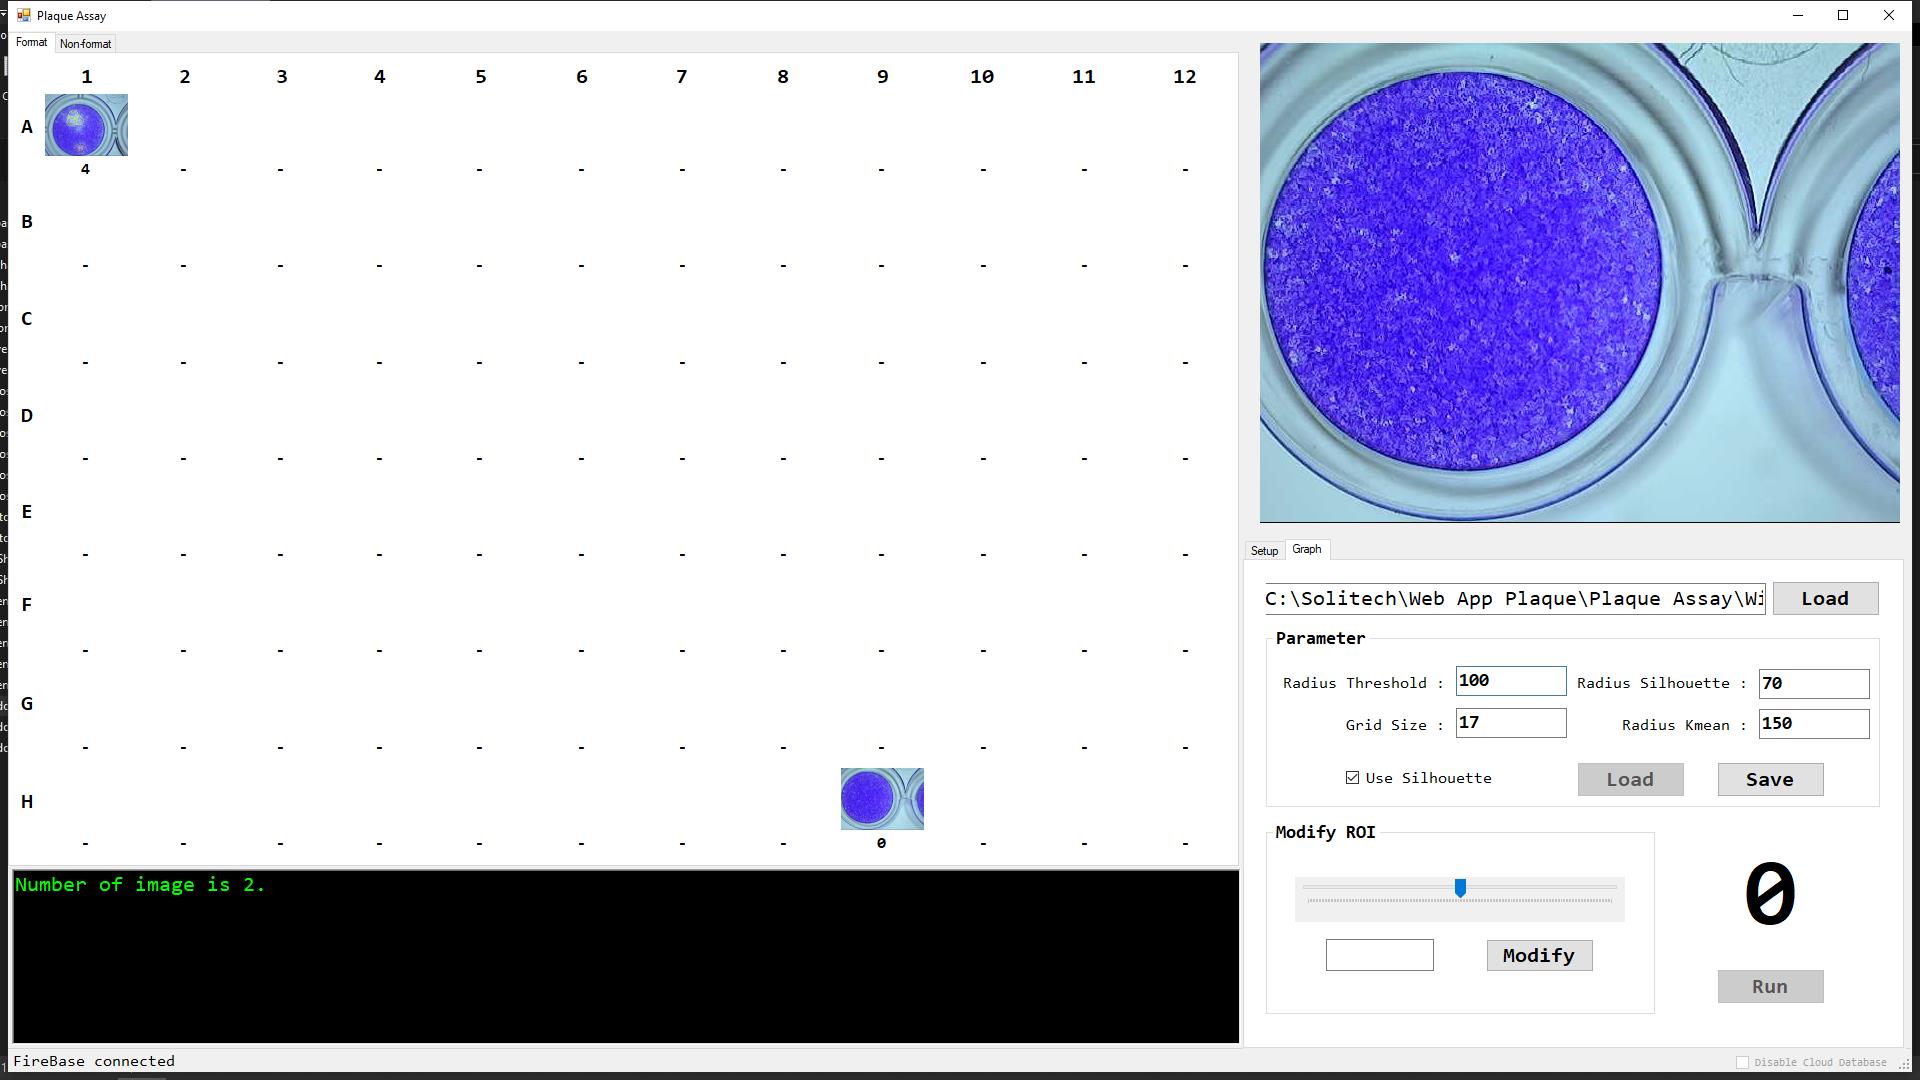 Plaque Assay
Format Non-format
1 2 3 4 5 6 7 8 9 10 11 12
A
4 - - - - - - - - - - -
B
- - - - - - - - - - - -
C
- - - - - - - - - - - -
D
- - - - - - - - - - - -
E
- - - - - - - - - - - -
F
- - - - - - - - - - - -
G
- - - - - - - - - - - -
H
- - - - - - - - 0 - - -
Number of image is 2.
FireBase connected
Setup Graph
C:\Solitech\Web App Plaque\Plaque Assay\Wi
Load
Parameter
Radius Threshold : 100 Radius Silhouette : 70
Grid Size : 17 Radius Kmean : 150
Use Silhouette Load Save
Modify ROI
0
Modify
Run
Disable Cloud Database